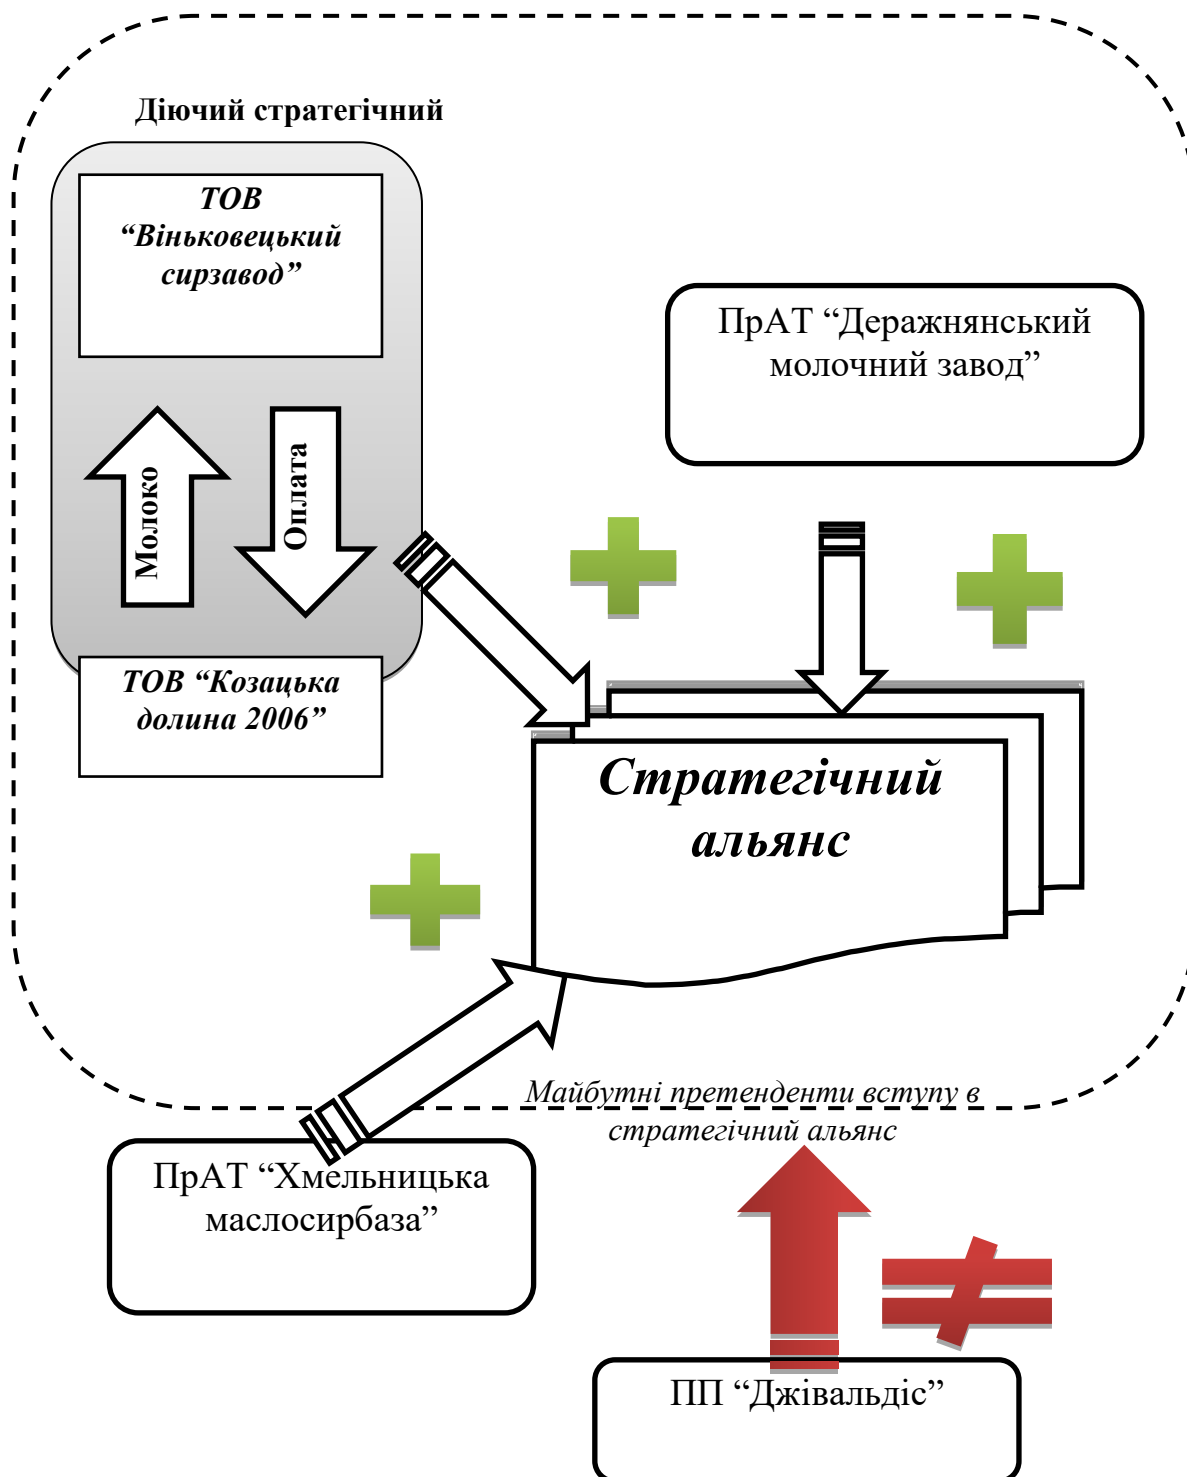 Діючий стратегічний
ТОВ
“Віньковецький
сирзавод”
ПрАТ “Деражнянський
молочний завод”
Молоко
Оплата
ТОВ “Козацька
долина 2006”
Стратегічний
альянс
Майбутні претенденти вступу в
стратегічний альянс
ПрАТ “Хмельницька
маслосирбаза”
ПП “Джівальдіс”